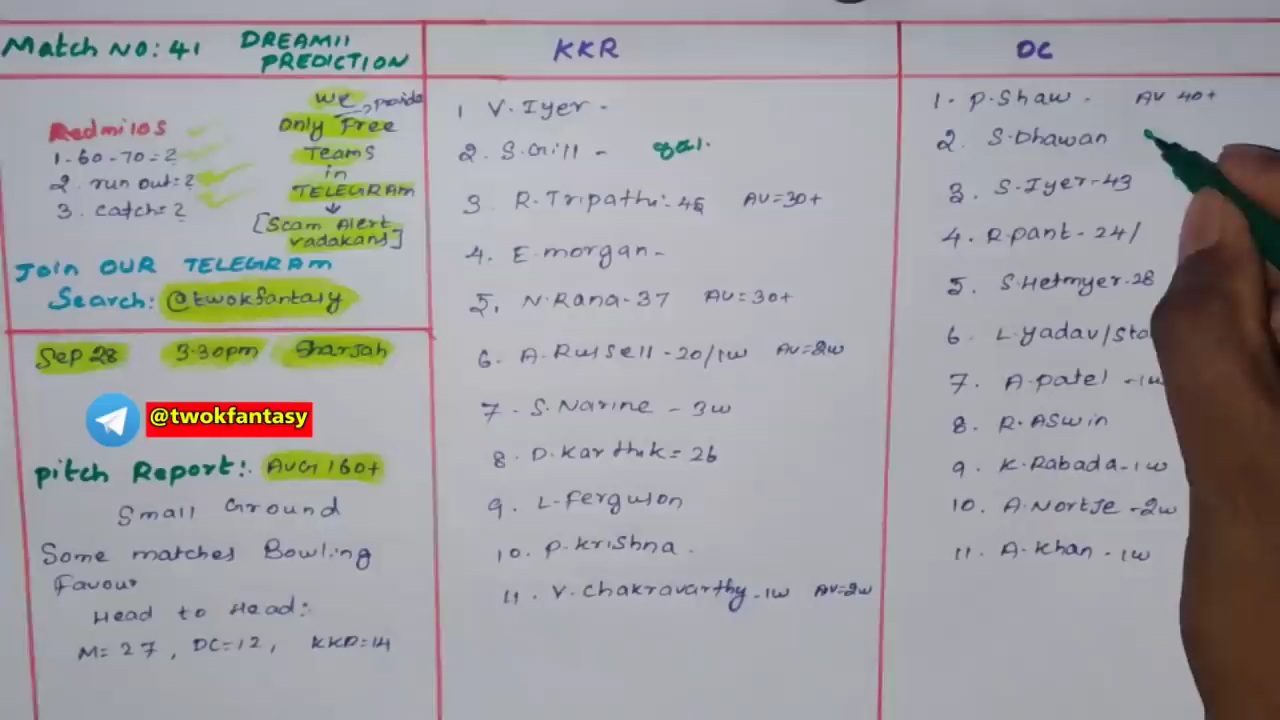 Match No: 41 DREAM11 PREDICTION
Redmi 10s
1. 60-70=2
2. run out=2
3. catch=2
We provide
only Free
Teams
in
TELEGRAM
[Scam Alert
vadakans]
Join OUR TELEGRAM
Search: @twokfantasy
Sep 28 3.30pm Sharjah
@twokfantasy
pitch Report:. AVG 160+
Small Ground
Some matches Bowling
Favour
Head to Head:
M=27, DC=12, KKR=14
KKR
1 V.Iyer -
2. S.Gill -
3. R.Tripathi: 45 AV=30+
4. E.morgan -
5. N.Rana-37 AV=30+
6. A.Russell-20/1w AV=2w
7- S.Narine - 3w
8. D.Karthik=26
9. L.Ferguson
10. P.Krishna.
11. V.Chakravarthy-1w AV=2w
DC
1- P.Shaw - AV 40+
2. S.Dhawan
3. S.Iyer-43
4. R.pant-24/
5. S.Hetmyer-28
6. L.yadav/Sto
7. A.patel -1w
8. R.ASwin
9. K.Rabada-1w
10. A.NortJe-2w
11. A.Khan-1w